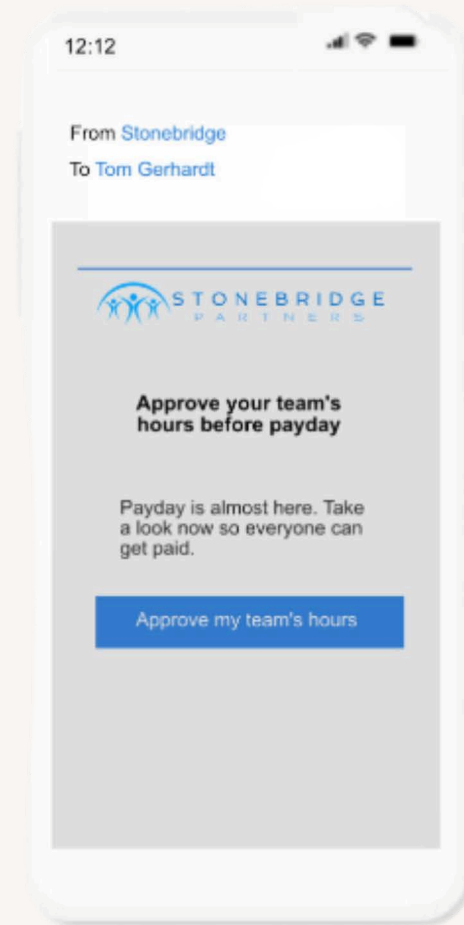 12:12
From Stonebridge
To Tom Gerhardt
STONEBRIDGE
PARTNERS
Approve your team's
hours before payday
Payday is almost here. Take
a look now so everyone can
get paid.
Approve my team's hours